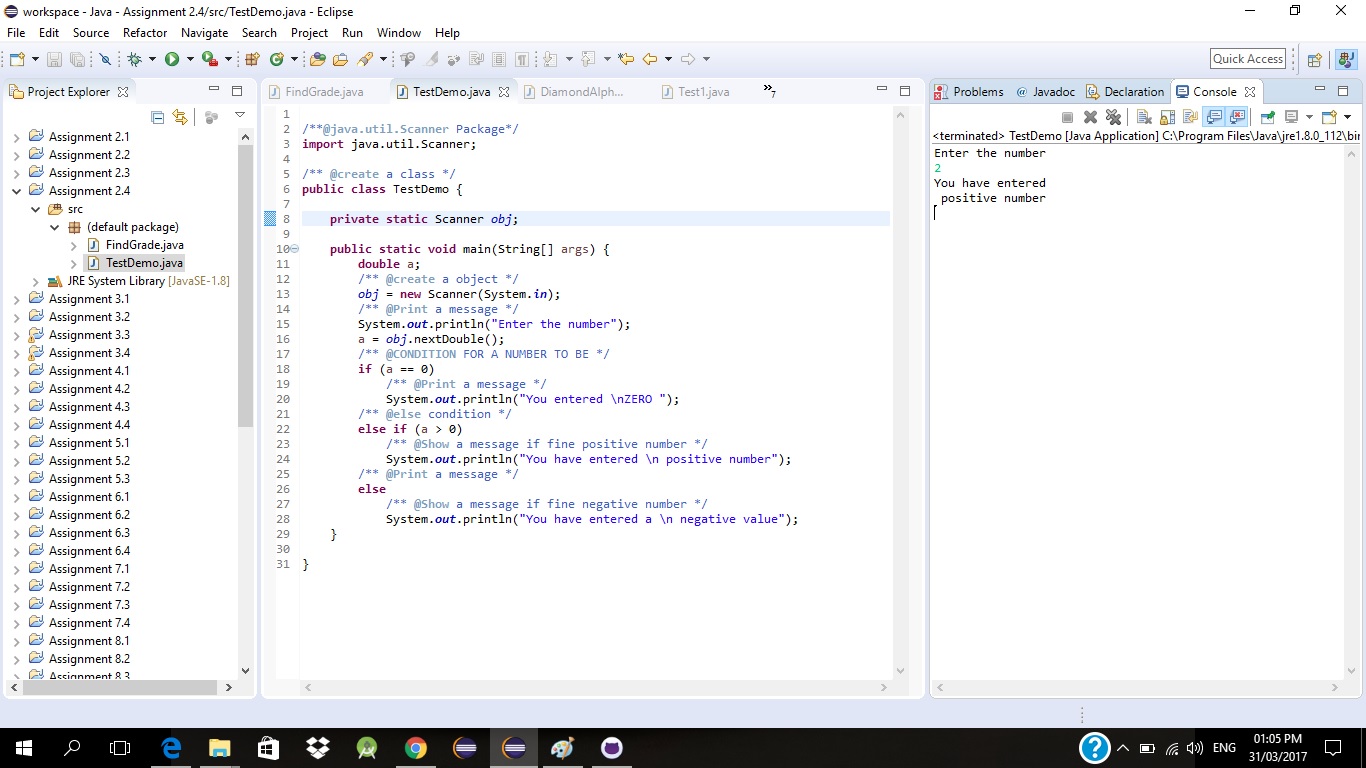 workspace - Java - Assignment 2.4/src/TestDemo.java - Eclipse
File Edit Source Refactor Navigate Search Project Run Window Help
Quick Access
Project Explorer
Assignment 2.1
Assignment 2.2
Assignment 2.3
Assignment 2.4
src
(default package)
FindGrade.java
TestDemo.java
JRE System Library [JavaSE-1.8]
Assignment 3.1
Assignment 3.2
Assignment 3.3
Assignment 3.4
Assignment 4.1
Assignment 4.2
Assignment 4.3
Assignment 4.4
Assignment 5.1
Assignment 5.2
Assignment 5.3
Assignment 6.1
Assignment 6.2
Assignment 6.3
Assignment 6.4
Assignment 7.1
Assignment 7.2
Assignment 7.3
Assignment 7.4
Assignment 8.1
Assignment 8.2
Assignment 8.3
FindGrade.java TestDemo.java DiamondAlph... Test1.java »7
1
2 /**@java.util.Scanner Package*/
3 import java.util.Scanner;
4
5 /** @create a class */
6 public class TestDemo {
7
8     private static Scanner obj;
9
10     public static void main(String[] args) {
11         double a;
12         /** @create a object */
13         obj = new Scanner(System.in);
14         /** @Print a message */
15         System.out.println("Enter the number");
16         a = obj.nextDouble();
17         /** @CONDITION FOR A NUMBER TO BE */
18         if (a == 0)
19             /** @Print a message */
20             System.out.println("You entered \nZERO ");
21         /** @else condition */
22         else if (a > 0)
23             /** @Show a message if fine positive number */
24             System.out.println("You have entered \n positive number");
25         /** @Print a message */
26         else
27             /** @Show a message if fine negative number */
28             System.out.println("You have entered a \n negative value");
29     }
30
31 }
Problems @ Javadoc Declaration Console
<terminated> TestDemo [Java Application] C:\Program Files\Java\jre1.8.0_112\bin
Enter the number
2
You have entered
 positive number
ENG
01:05 PM
31/03/2017